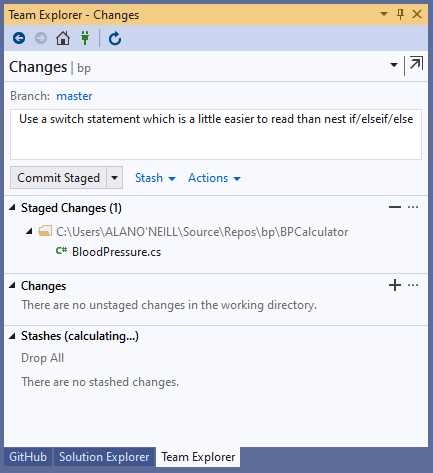 Team Explorer - Changes
Changes | bp
Branch: master
Use a switch statement which is a little easier to read than nest if/elseif/else
Commit Staged Stash Actions
Staged Changes (1)
C:\Users\ALANO'NEILL\Source\Repos\bp\BPCalculator
C# BloodPressure.cs
Changes
There are no unstaged changes in the working directory.
Stashes (calculating...)
Drop All
There are no stashed changes.
GitHub Solution Explorer Team Explorer